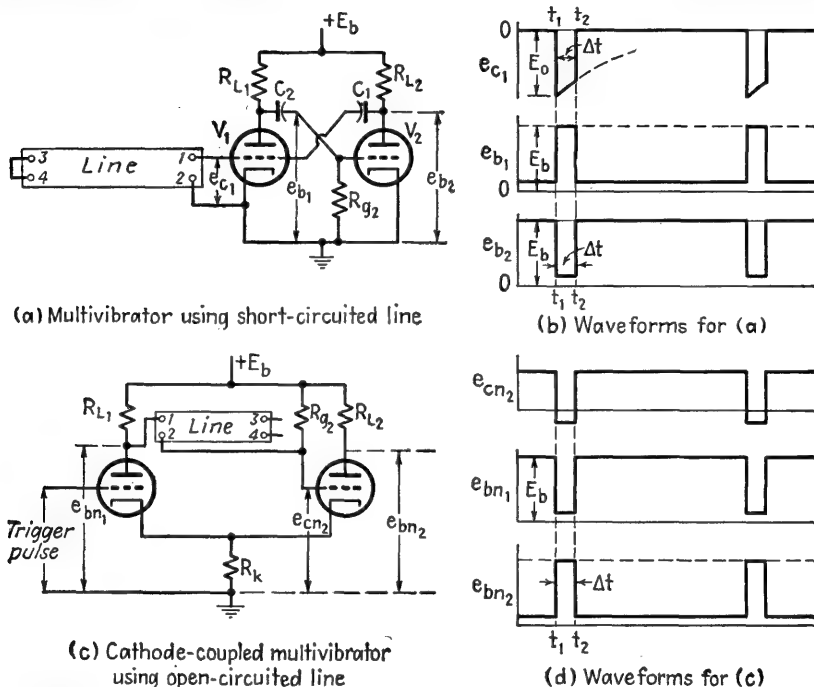 +E_b
R_L1
C_2
C_1
R_L2
V_1
V_2
3
4
Line
1
2
e_c1
e_b1
R_g2
e_b2
(a) Multivibrator using short-circuited line
0
t_1
t_2
e_c1
E_o
Δt
e_b1
E_b
0
e_b2
E_b
Δt
0
t_1
t_2
(b) Waveforms for (a)
+E_b
R_L1
1
2
Line
3
4
R_g2
R_L2
e_bn1
e_cn2
e_bn2
Trigger
pulse
R_k
(c) Cathode-coupled multivibrator
using open-circuited line
e_cn2
e_bn1
E_b
e_bn2
Δt
t_1
t_2
(d) Waveforms for (c)